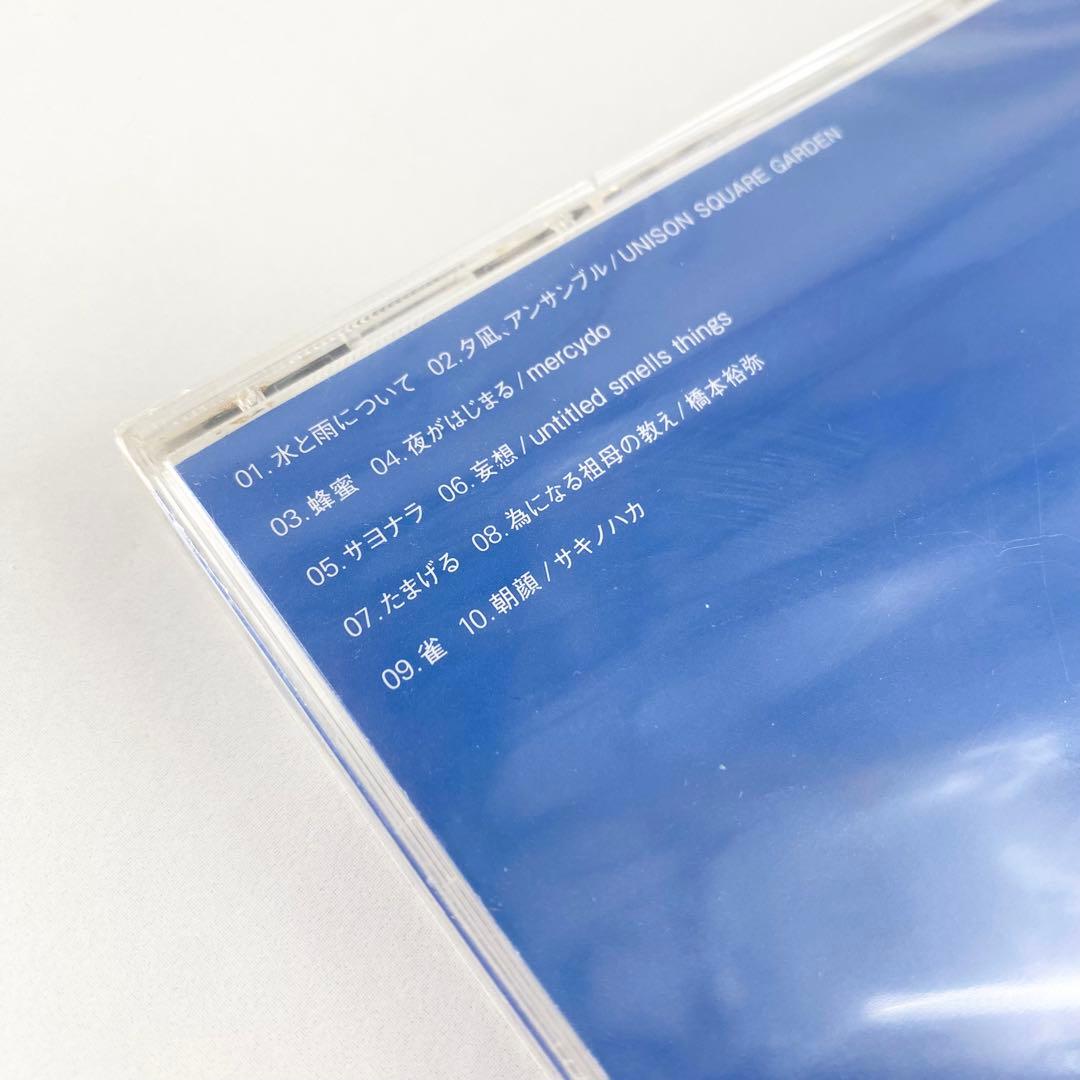 01.水と雨について 02.夕凪、アンサンブル/UNISON SQUARE GARDEN
03.蜂蜜 04.夜がはじまる/mercydo
05.サヨナラ 06.妄想/untitled smells things
07.たまげる 08.為になる祖母の教え/橋本裕弥
09.雀 10.朝顔/サキノハカ